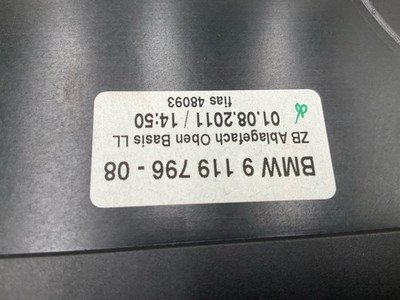 BMW 9 119 796 - 08
ZB Ablagefach Oben Basis LL
01.08.2011 / 14:50
fias 48093